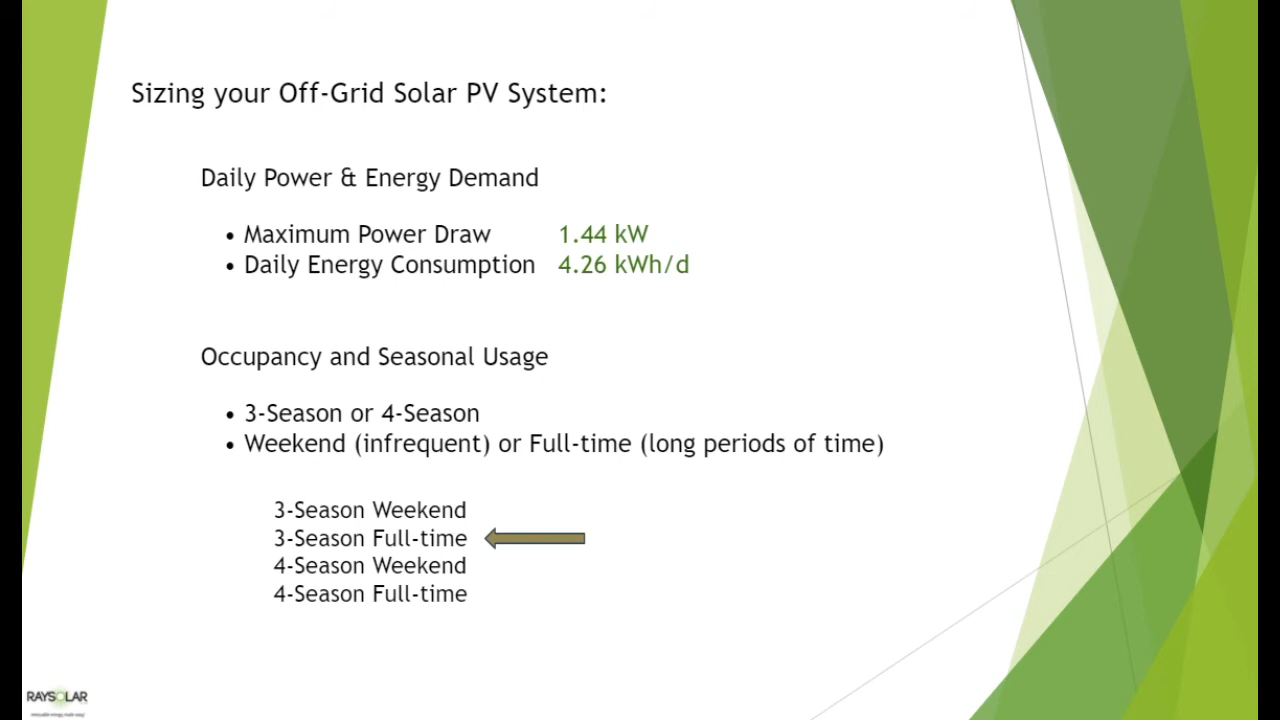 Sizing your Off-Grid Solar PV System:
Daily Power & Energy Demand
• Maximum Power Draw 1.44 kW
• Daily Energy Consumption 4.26 kWh/d
Occupancy and Seasonal Usage
• 3-Season or 4-Season
• Weekend (infrequent) or Full-time (long periods of time)
3-Season Weekend
3-Season Full-time
4-Season Weekend
4-Season Full-time
RAYSOLAR